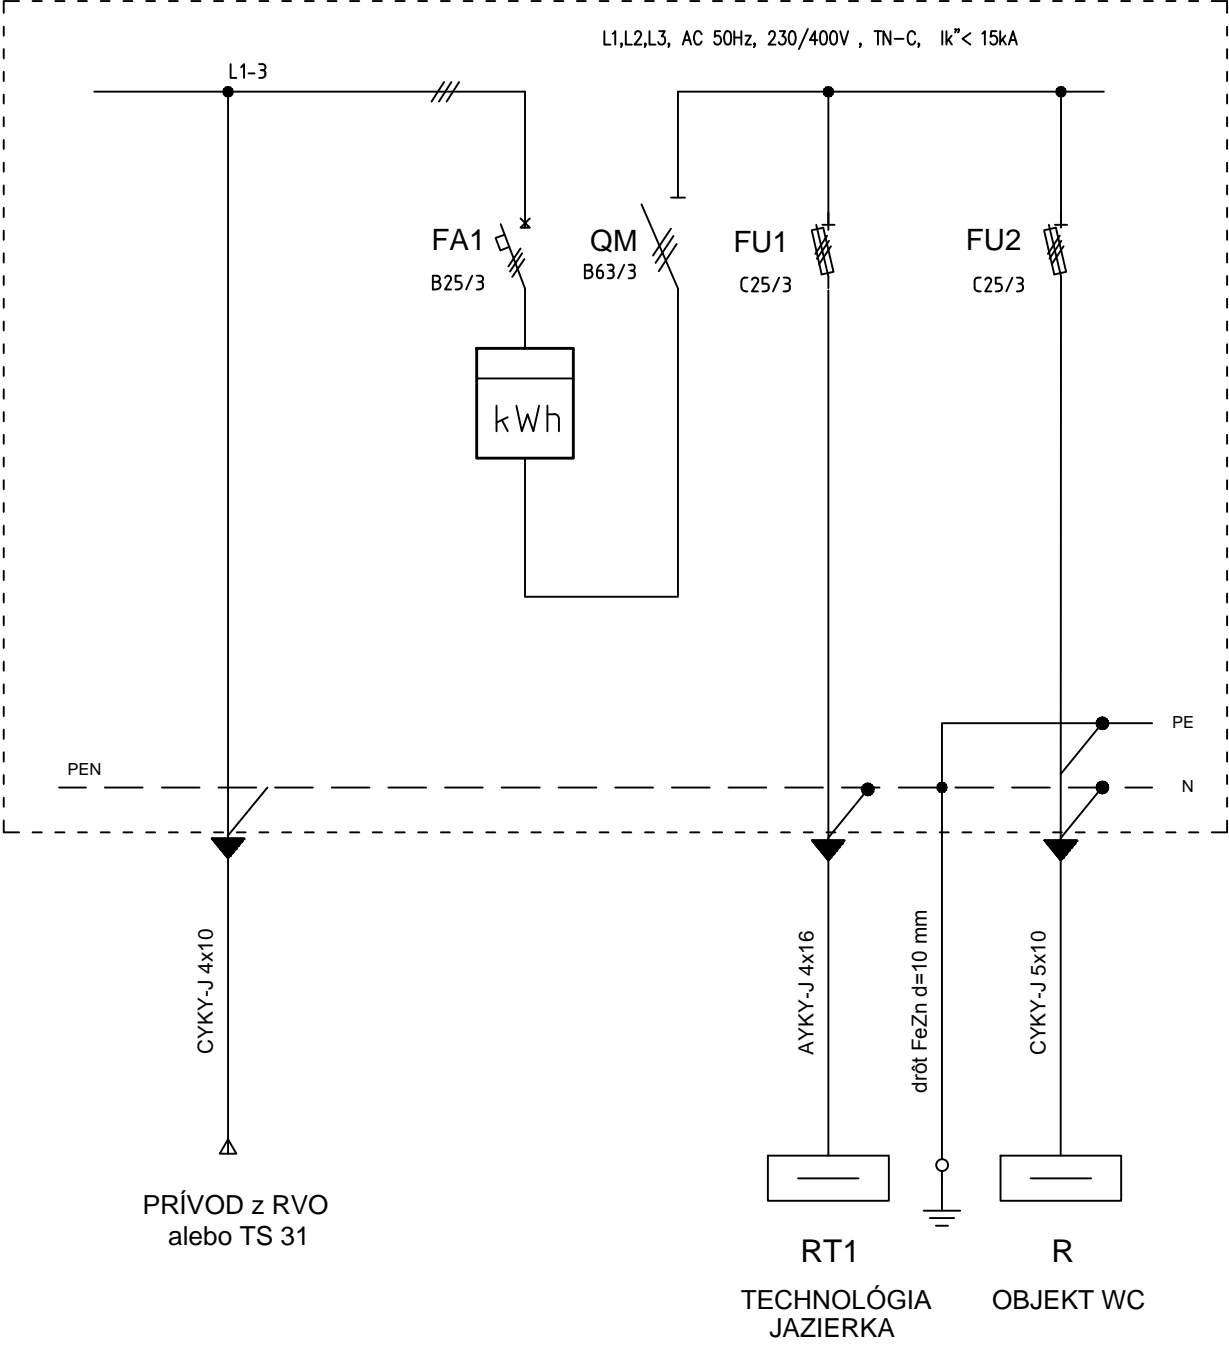 L1,L2,L3, AC 50Hz, 230/400V , TN-C, Ik"< 15kA
L1-3
FA1
B25/3
QM
B63/3
FU1
C25/3
FU2
C25/3
kWh
PE
PEN
N
CYKY-J 4x10
AYKY-J 4x16
drôt FeZn d=10 mm
CYKY-J 5x10
PRÍVOD z RVO
alebo TS 31
RT1
TECHNOLÓGIA
JAZIERKA
R
OBJEKT WC